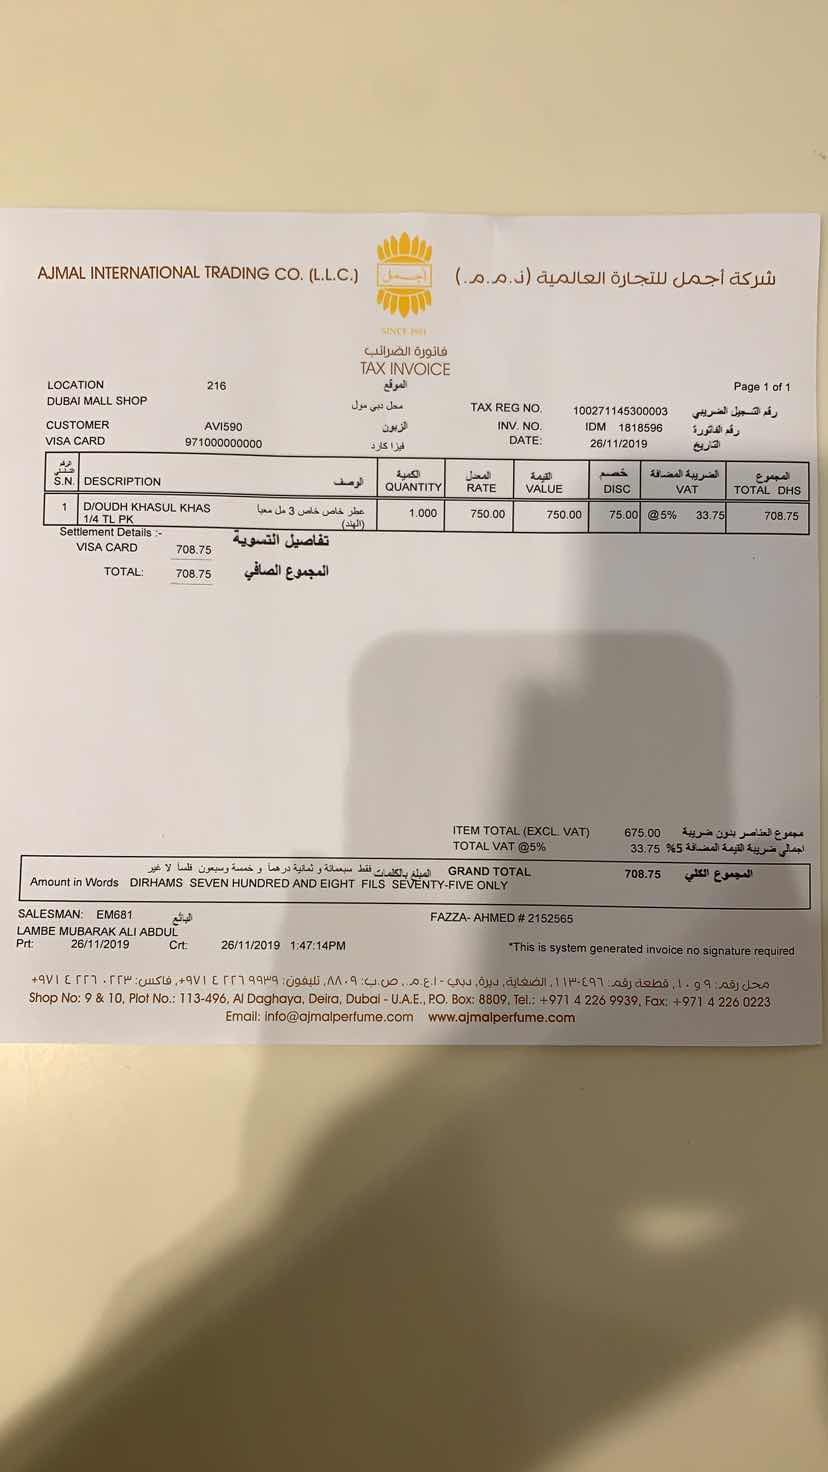 AJMAL INTERNATIONAL TRADING CO. (L.L.C.) أجمل شركة أجمل للتجارة العالمية (ذ.م.م.)
SINCE 1951
فاتورة الضرائب
TAX INVOICE
LOCATION 216 الموقع Page 1 of 1
DUBAI MALL SHOP محل دبي مول TAX REG NO. 100271145300003 رقم التسجيل الضريبي
CUSTOMER AVI590 الزبون INV. NO. IDM 1818596 رقم الفاتورة
VISA CARD 971000000000 فيزا كارد DATE: 26/11/2019 التاريخ
الرقم التسلسلي الكمية المعدل القيمة خصم الضريبة المضافة المجموع
S.N. DESCRIPTION الوصف QUANTITY RATE VALUE DISC VAT TOTAL DHS
1 D/OUDH KHASUL KHAS عطر خاص خاص 3 مل معبا 1.000 750.00 750.00 75.00 @5% 33.75 708.75
1/4 TL PK (الهند)
Settlement Details :- تفاصيل التسوية
VISA CARD 708.75
TOTAL: 708.75 المجموع الصافي
ITEM TOTAL (EXCL. VAT) 675.00 مجموع العناصر بدون ضريبة
TOTAL VAT @5% 33.75 اجمالي ضريبة القيمة المضافة 5%
المبلغ بالكلمات فقط سبعمائة و ثمانية درهماً و خمسة وسبعون فلساً لا غير GRAND TOTAL 708.75 المجموع الكلي
Amount in Words DIRHAMS SEVEN HUNDRED AND EIGHT FILS SEVENTY-FIVE ONLY
SALESMAN: EM681 البائع FAZZA- AHMED # 2152565
LAMBE MUBARAK ALI ABDUL
Prt: 26/11/2019 Crt: 26/11/2019 1:47:14PM *This is system generated invoice no signature required
محل رقم: ٩ و ١٠, قطعة رقم: ٤٩٦-١١٣, الضغاية, ديرة, دبي - ا.ع.م., ص.ب: ٨٨٠٩, تليفون: ٩٩٣٩ ٢٢٦ ٤ ٩٧١+, فاكس: ٠٢٢٣ ٢٢٦ ٤ ٩٧١+
Shop No: 9 & 10, Plot No.: 113-496, Al Daghaya, Deira, Dubai - U.A.E., P.O. Box: 8809, Tel.: +971 4 226 9939, Fax: +971 4 226 0223
Email: info@ajmalperfume.com www.ajmalperfume.com